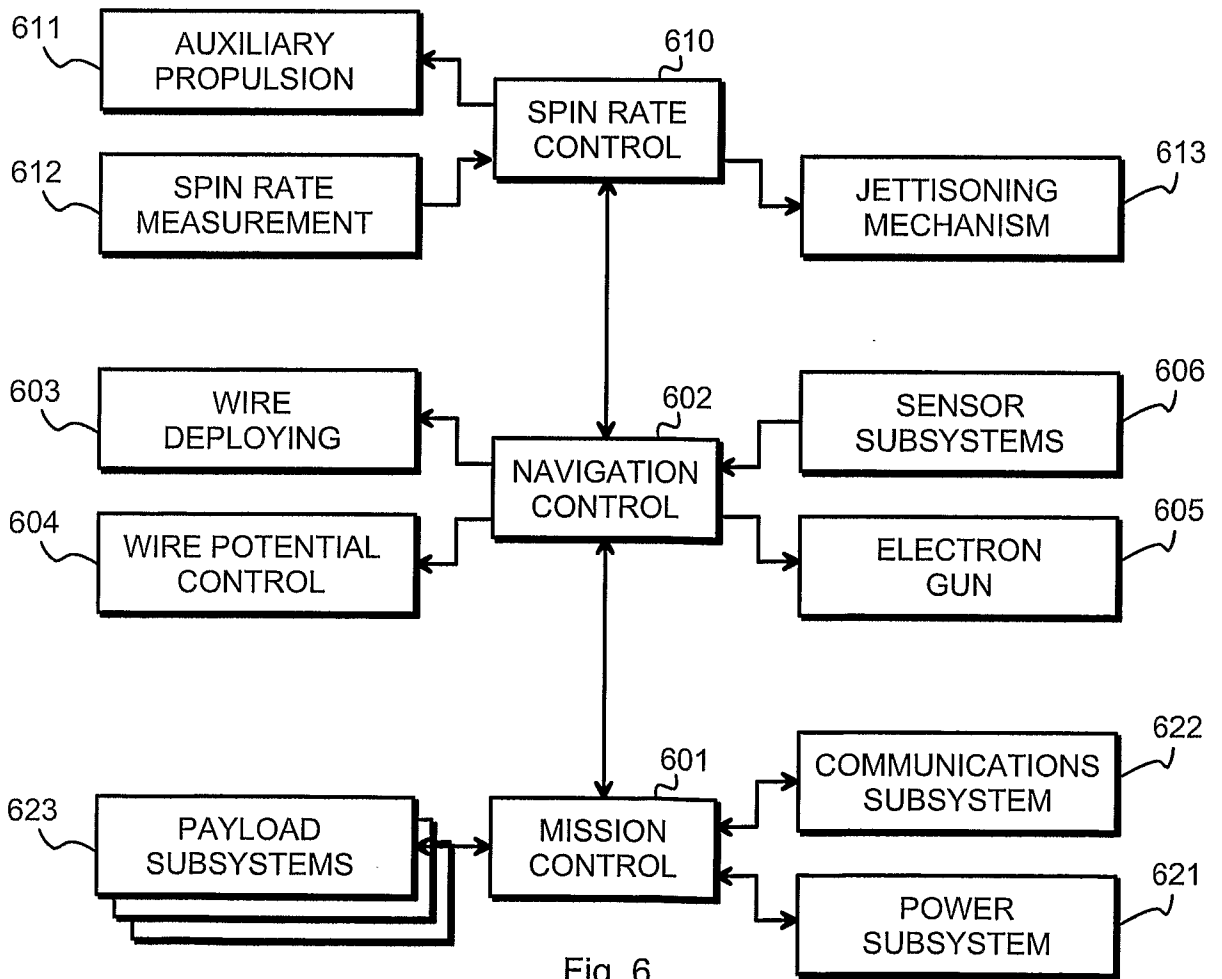 611
AUXILIARY
PROPULSION
610
SPIN RATE
CONTROL
612
SPIN RATE
MEASUREMENT
613
JETTISONING
MECHANISM
603
WIRE
DEPLOYING
602
NAVIGATION
CONTROL
606
SENSOR
SUBSYSTEMS
604
WIRE POTENTIAL
CONTROL
605
ELECTRON
GUN
623
PAYLOAD
SUBSYSTEMS
601
MISSION
CONTROL
622
COMMUNICATIONS
SUBSYSTEM
621
POWER
SUBSYSTEM
Fig. 6